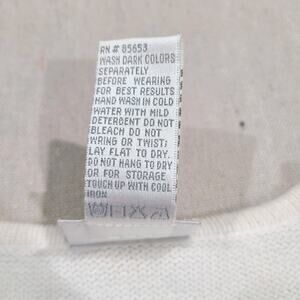 RN # 85653
WASH DARK COLORS
SEPARATELY
BEFORE WEARING
FOR BEST RESULTS
HAND WASH IN COLD
WATER WITH MILD
DETERGENT DO NOT
BLEACH DO NOT
WRING OR TWIST;
LAY FLAT TO DRY.
DO NOT HANG TO DRY
OR FOR STORAGE
TOUCH UP WITH COOL
IRON